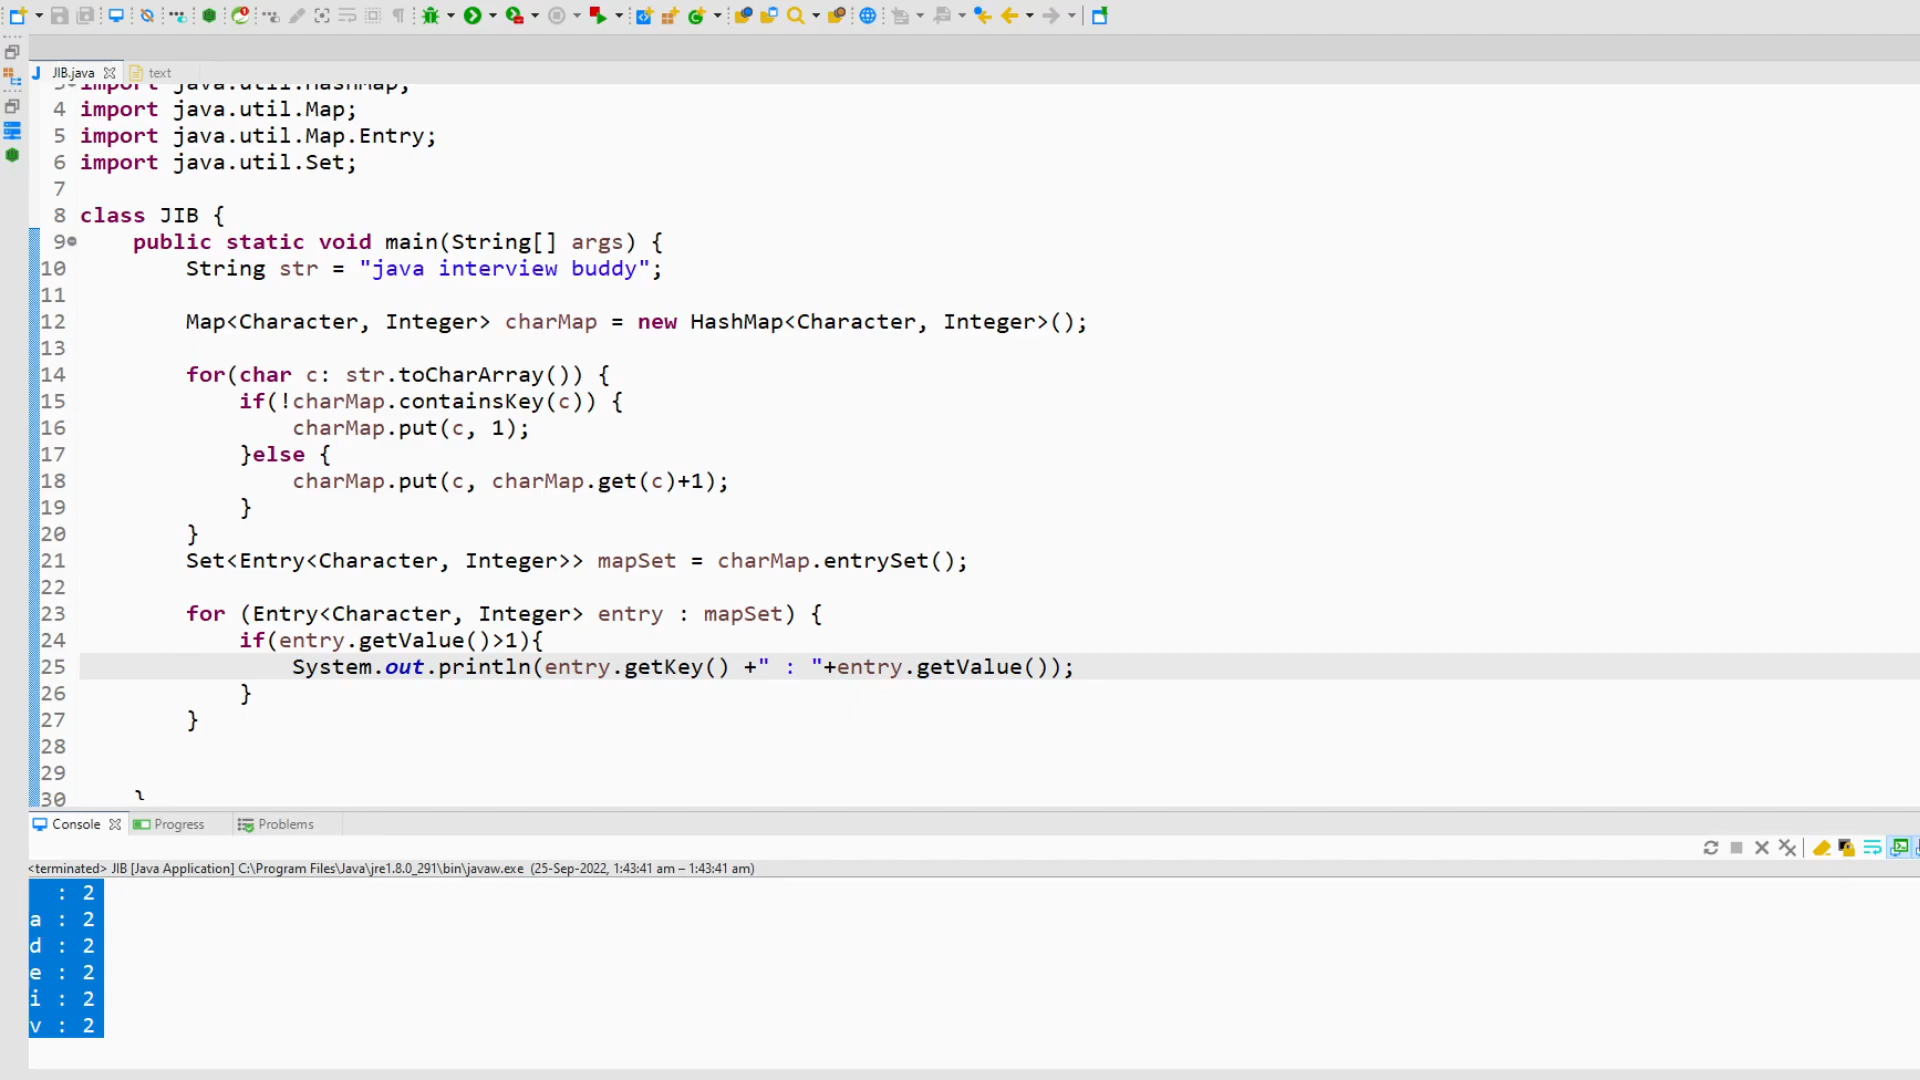 JIB.java text
3 import java.util.HashMap;
4 import java.util.Map;
5 import java.util.Map.Entry;
6 import java.util.Set;
7
8 class JIB {
9 public static void main(String[] args) {
10 String str = "java interview buddy";
11
12 Map<Character, Integer> charMap = new HashMap<Character, Integer>();
13
14 for(char c: str.toCharArray()) {
15 if(!charMap.containsKey(c)) {
16 charMap.put(c, 1);
17 }else {
18 charMap.put(c, charMap.get(c)+1);
19 }
20 }
21 Set<Entry<Character, Integer>> mapSet = charMap.entrySet();
22
23 for (Entry<Character, Integer> entry : mapSet) {
24 if(entry.getValue()>1){
25 System.out.println(entry.getKey() +" : "+entry.getValue());
26 }
27 }
28
29
30 }
Console Progress Problems
<terminated> JIB [Java Application] C:\Program Files\Java\jre1.8.0_291\bin\javaw.exe (25-Sep-2022, 1:43:41 am – 1:43:41 am)
: 2
a : 2
d : 2
e : 2
i : 2
v : 2